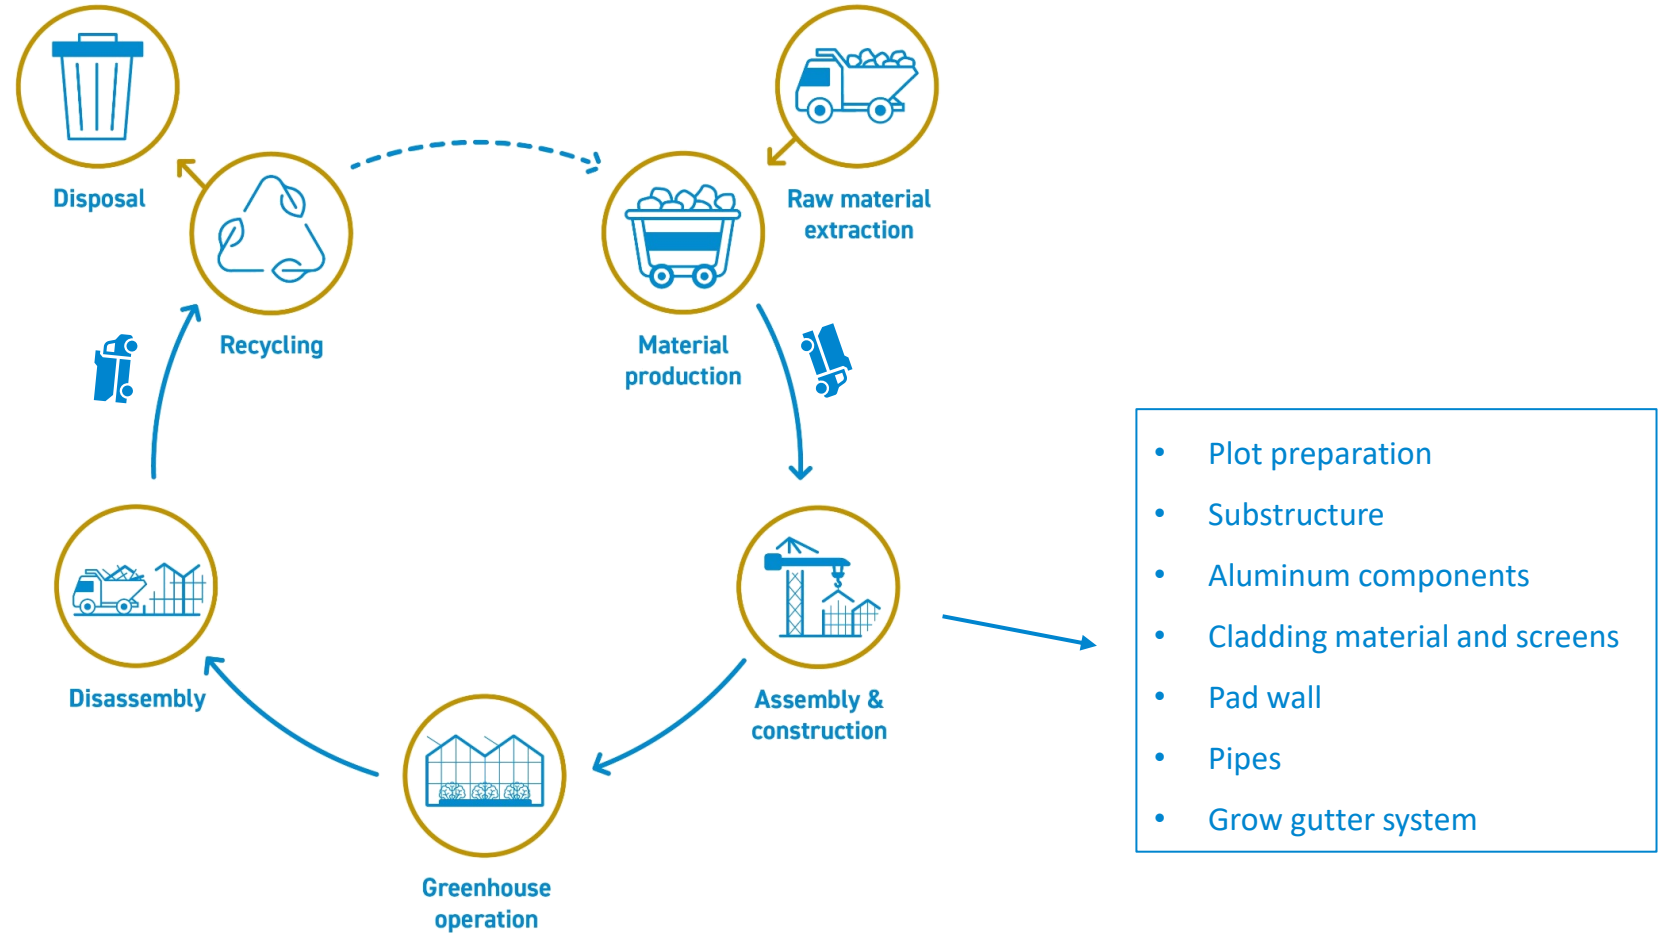 Disposal
Raw material
extraction
Recycling
Material
production
• Plot preparation
• Substructure
• Aluminum components
• Cladding material and screens
• Pad wall
• Pipes
• Grow gutter system
Disassembly
Assembly &
construction
Greenhouse
operation